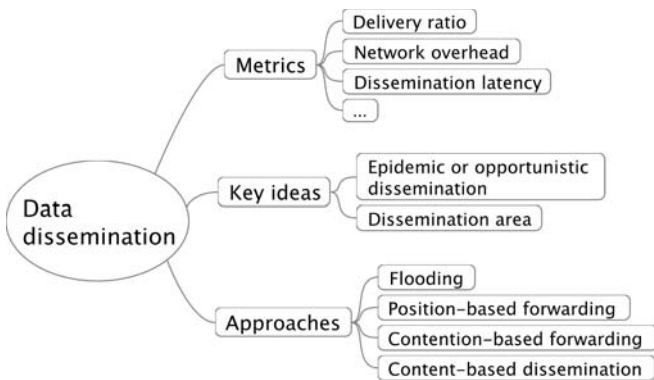 Data
dissemination
Metrics
Delivery ratio
Network overhead
Dissemination latency
...
Key ideas
Epidemic or opportunistic
dissemination
Dissemination area
Approaches
Flooding
Position-based forwarding
Contention-based forwarding
Content-based dissemination